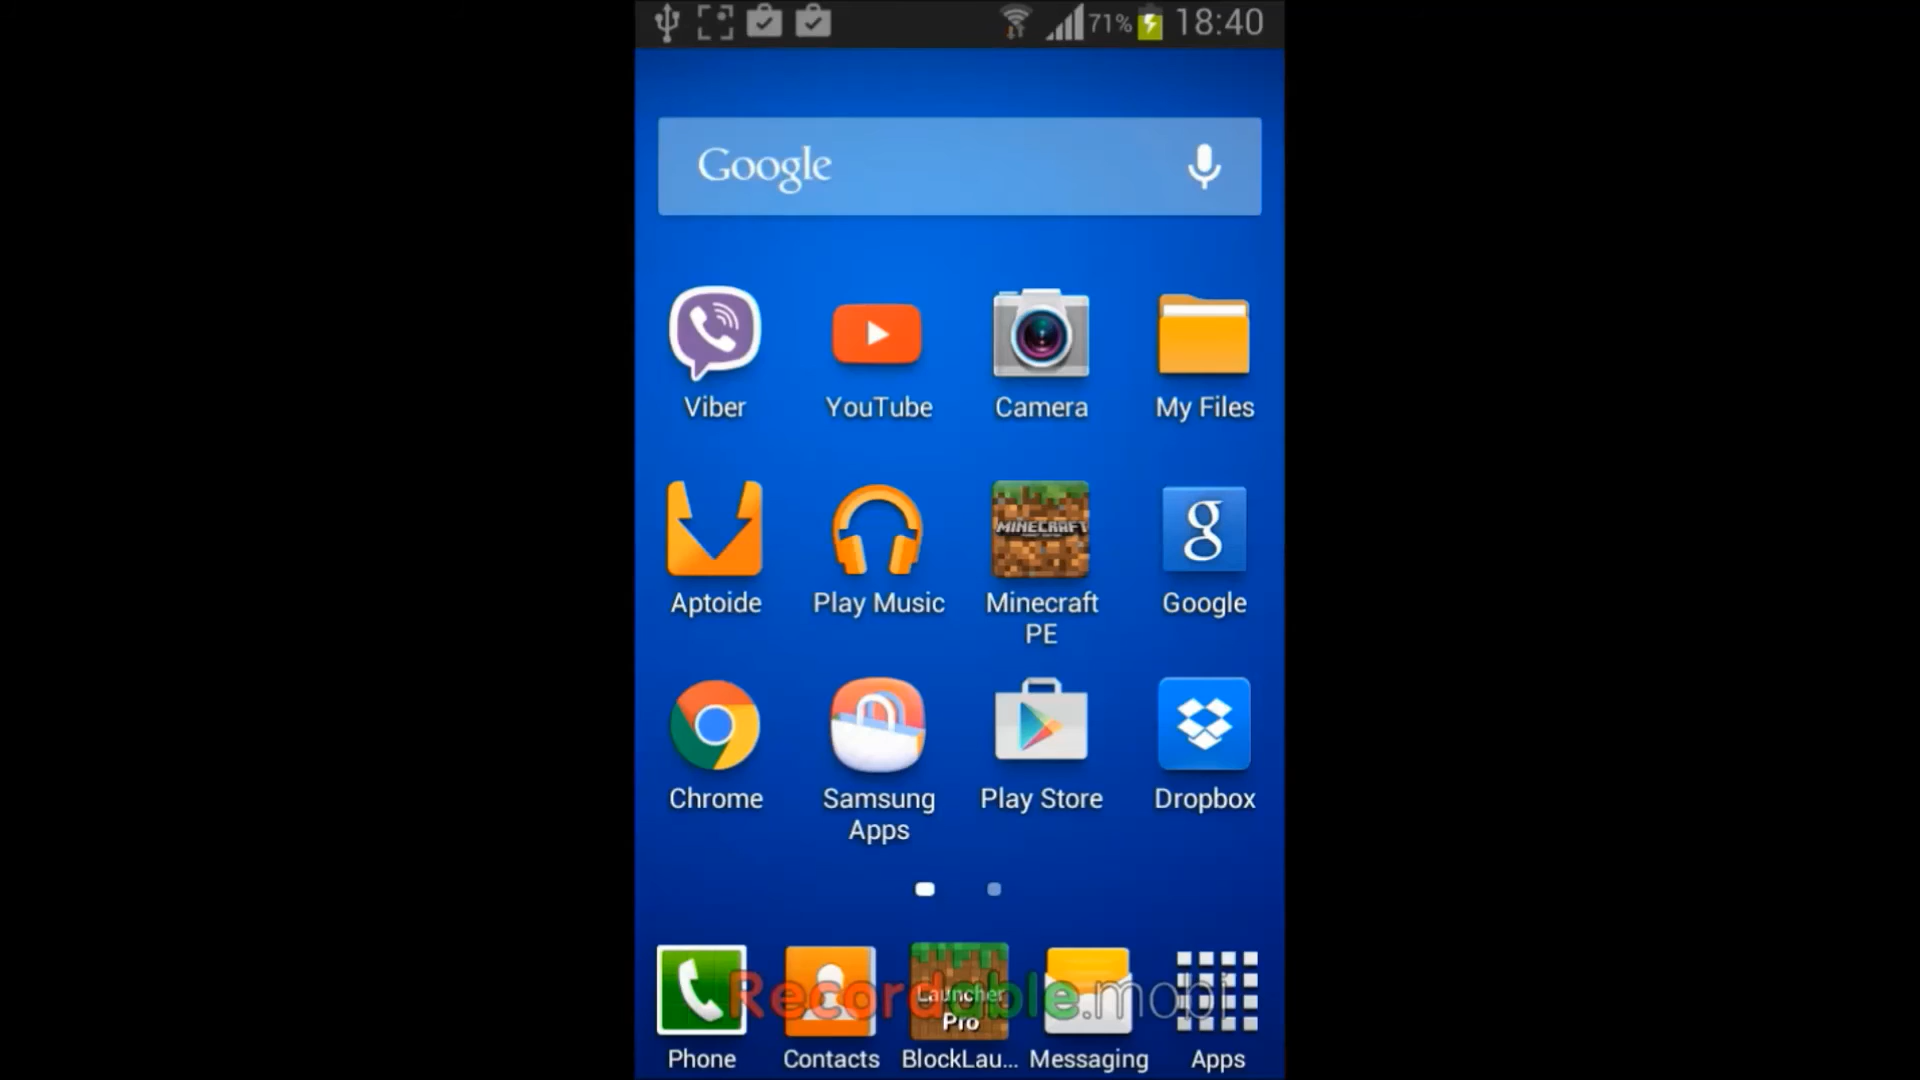 71% 18:40
Google
Viber YouTube Camera My Files
MINECRAFT
g
Aptoide Play Music Minecraft PE Google
Chrome Samsung Apps Play Store Dropbox
Launcher
Pro
Recordable.mobi
Phone Contacts BlockLau... Messaging Apps